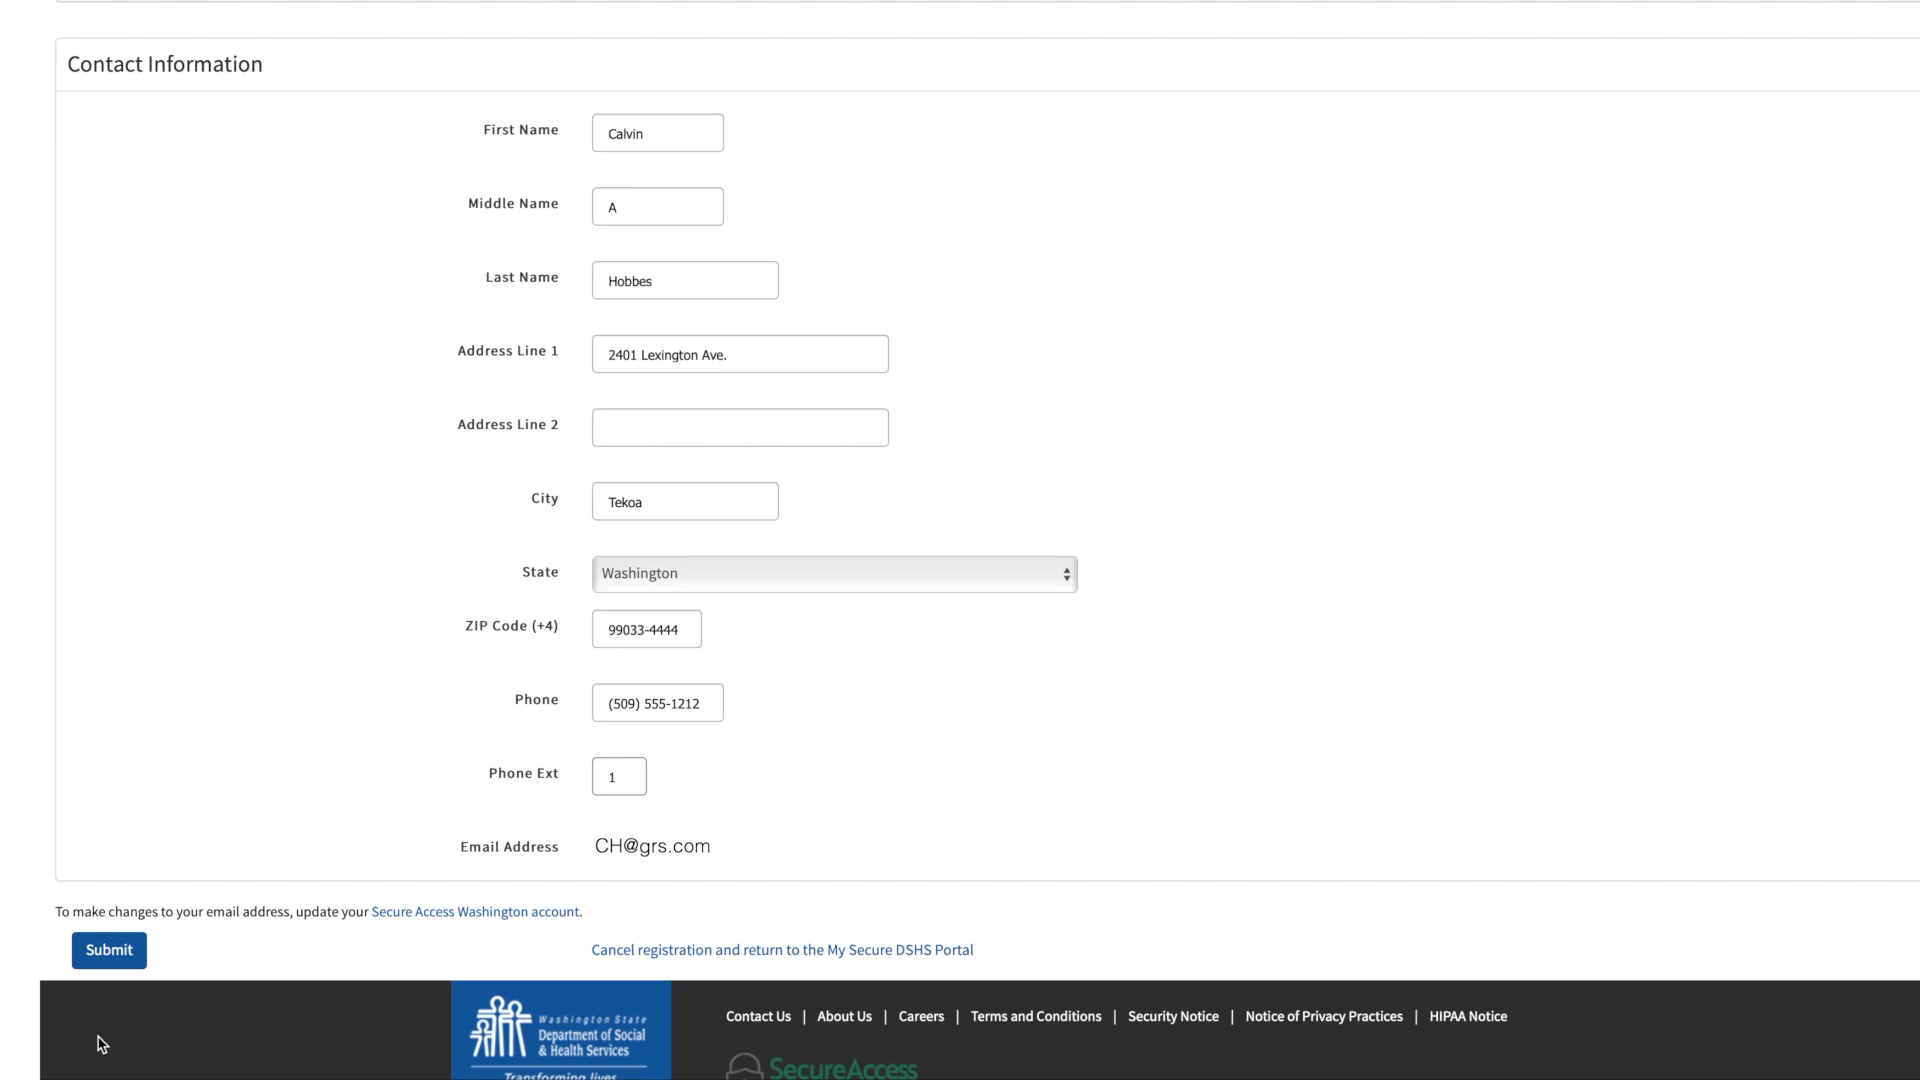 Contact Information
First Name Calvin
Middle Name A
Last Name Hobbes
Address Line 1 2401 Lexington Ave.
Address Line 2
City Tekoa
State Washington
ZIP Code (+4) 99033-4444
Phone (509) 555-1212
Phone Ext 1
Email Address CH@grs.com
To make changes to your email address, update your Secure Access Washington account.
Submit Cancel registration and return to the My Secure DSHS Portal
Contact Us | About Us | Careers | Terms and Conditions | Security Notice | Notice of Privacy Practices | HIPAA Notice
Washington State
Department of Social
& Health Services
Transforming lives
SecureAccess